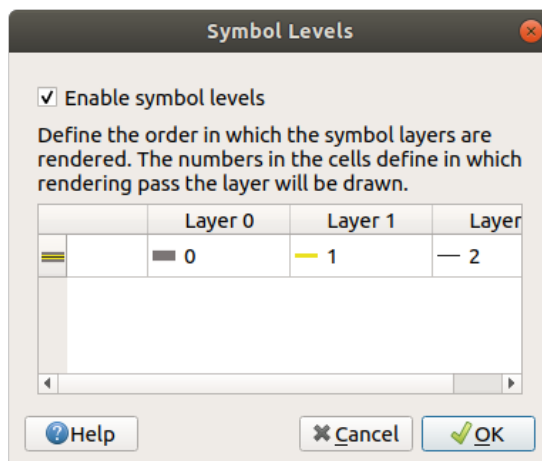 Symbol Levels
Enable symbol levels
Define the order in which the symbol layers are
rendered. The numbers in the cells define in which
rendering pass the layer will be drawn.
Layer 0 Layer 1 Layer
0 1 2
Help Cancel OK